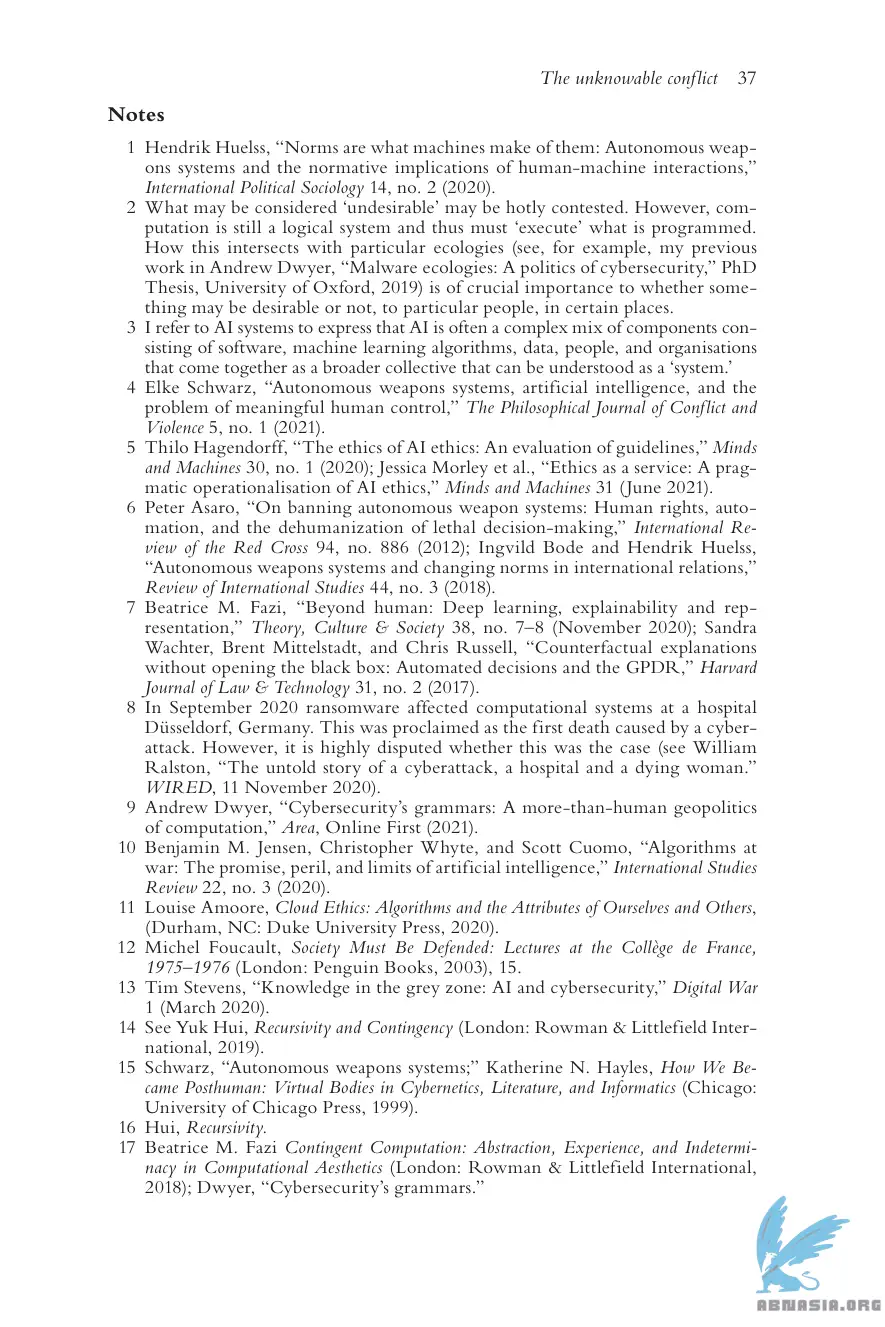 The unknowable conflict 37
Notes
1 Hendrik Huelss, “Norms are what machines make of them: Autonomous weap-
ons systems and the normative implications of human-machine interactions,”
International Political Sociology 14, no. 2 (2020).
2 What may be considered ‘undesirable’ may be hotly contested. However, com-
putation is still a logical system and thus must ‘execute’ what is programmed.
How this intersects with particular ecologies (see, for example, my previous
work in Andrew Dwyer, “Malware ecologies: A politics of cybersecurity,” PhD
Thesis, University of Oxford, 2019) is of crucial importance to whether some-
thing may be desirable or not, to particular people, in certain places.
3 I refer to AI systems to express that AI is often a complex mix of components con-
sisting of software, machine learning algorithms, data, people, and organisations
that come together as a broader collective that can be understood as a ‘system.’
4 Elke Schwarz, “Autonomous weapons systems, artificial intelligence, and the
problem of meaningful human control,” The Philosophical Journal of Conflict and
Violence 5, no. 1 (2021).
5 Thilo Hagendorff, “The ethics of AI ethics: An evaluation of guidelines,” Minds
and Machines 30, no. 1 (2020); Jessica Morley et al., “Ethics as a service: A prag-
matic operationalisation of AI ethics,” Minds and Machines 31 (June 2021).
6 Peter Asaro, “On banning autonomous weapon systems: Human rights, auto-
mation, and the dehumanization of lethal decision-making,” International Re-
view of the Red Cross 94, no. 886 (2012); Ingvild Bode and Hendrik Huelss,
“Autonomous weapons systems and changing norms in international relations,”
Review of International Studies 44, no. 3 (2018).
7 Beatrice M. Fazi, “Beyond human: Deep learning, explainability and rep-
resentation,” Theory, Culture & Society 38, no. 7–8 (November 2020); Sandra
Wachter, Brent Mittelstadt, and Chris Russell, “Counterfactual explanations
without opening the black box: Automated decisions and the GPDR,” Harvard
Journal of Law & Technology 31, no. 2 (2017).
8 In September 2020 ransomware affected computational systems at a hospital
Düsseldorf, Germany. This was proclaimed as the first death caused by a cyber-
attack. However, it is highly disputed whether this was the case (see William
Ralston, “The untold story of a cyberattack, a hospital and a dying woman.”
WIRED, 11 November 2020).
9 Andrew Dwyer, “Cybersecurity’s grammars: A more-than-human geopolitics
of computation,” Area, Online First (2021).
10 Benjamin M. Jensen, Christopher Whyte, and Scott Cuomo, “Algorithms at
war: The promise, peril, and limits of artificial intelligence,” International Studies
Review 22, no. 3 (2020).
11 Louise Amoore, Cloud Ethics: Algorithms and the Attributes of Ourselves and Others,
(Durham, NC: Duke University Press, 2020).
12 Michel Foucault, Society Must Be Defended: Lectures at the Collège de France,
1975–1976 (London: Penguin Books, 2003), 15.
13 Tim Stevens, “Knowledge in the grey zone: AI and cybersecurity,” Digital War
1 (March 2020).
14 See Yuk Hui, Recursivity and Contingency (London: Rowman & Littlefield Inter-
national, 2019).
15 Schwarz, “Autonomous weapons systems;” Katherine N. Hayles, How We Be-
came Posthuman: Virtual Bodies in Cybernetics, Literature, and Informatics (Chicago:
University of Chicago Press, 1999).
16 Hui, Recursivity.
17 Beatrice M. Fazi Contingent Computation: Abstraction, Experience, and Indetermi-
nacy in Computational Aesthetics (London: Rowman & Littlefield International,
2018); Dwyer, “Cybersecurity’s grammars.”
ABNASIA.ORG